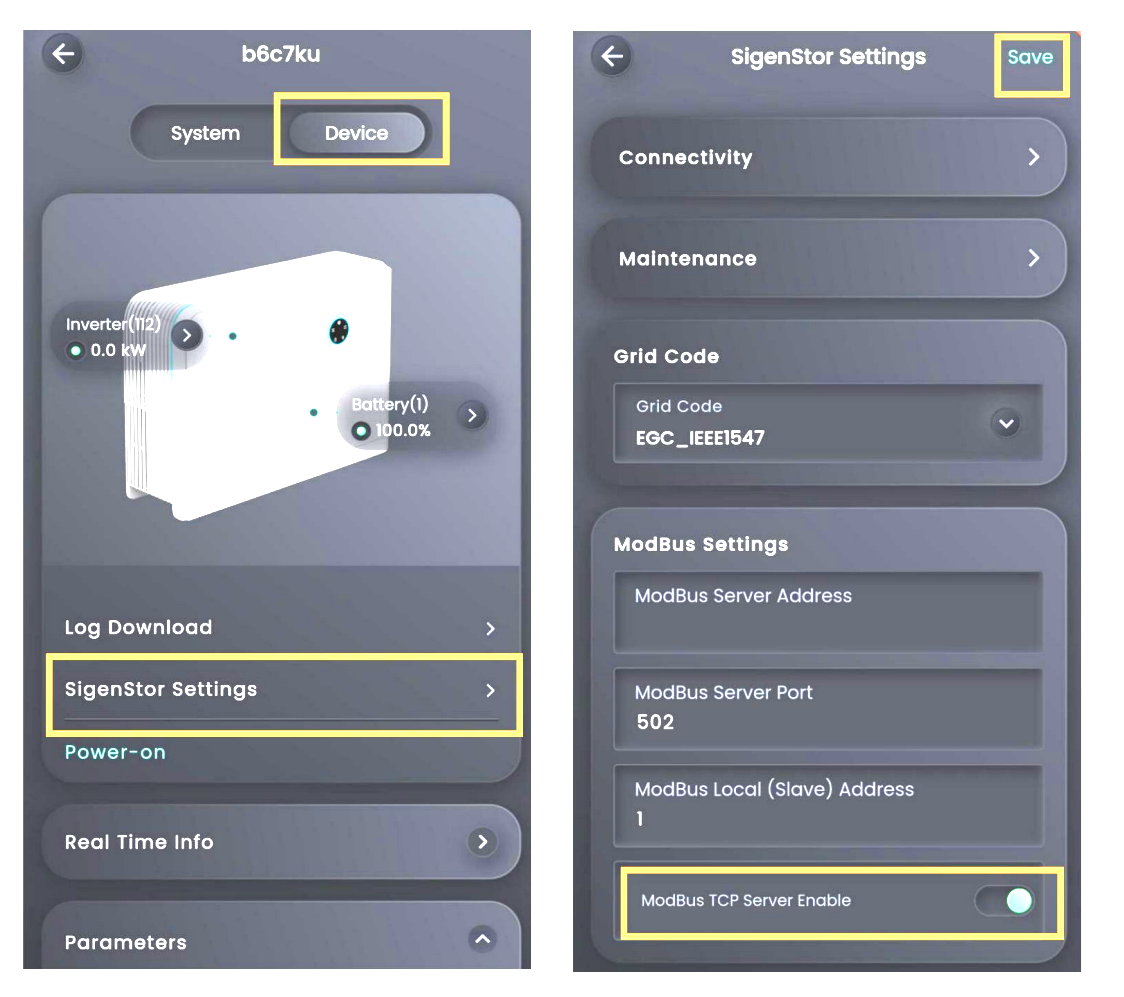 b6c7ku
System
Device
Inverter(112)
0.0 kW
Battery(1)
100.0%
Log Download
SigenStor Settings
Power-on
Real Time Info
Parameters
SigenStor Settings
Save
Connectivity
Maintenance
Grid Code
Grid Code
EGC_IEEE1547
ModBus Settings
ModBus Server Address
ModBus Server Port
502
ModBus Local (Slave) Address
1
ModBus TCP Server Enable